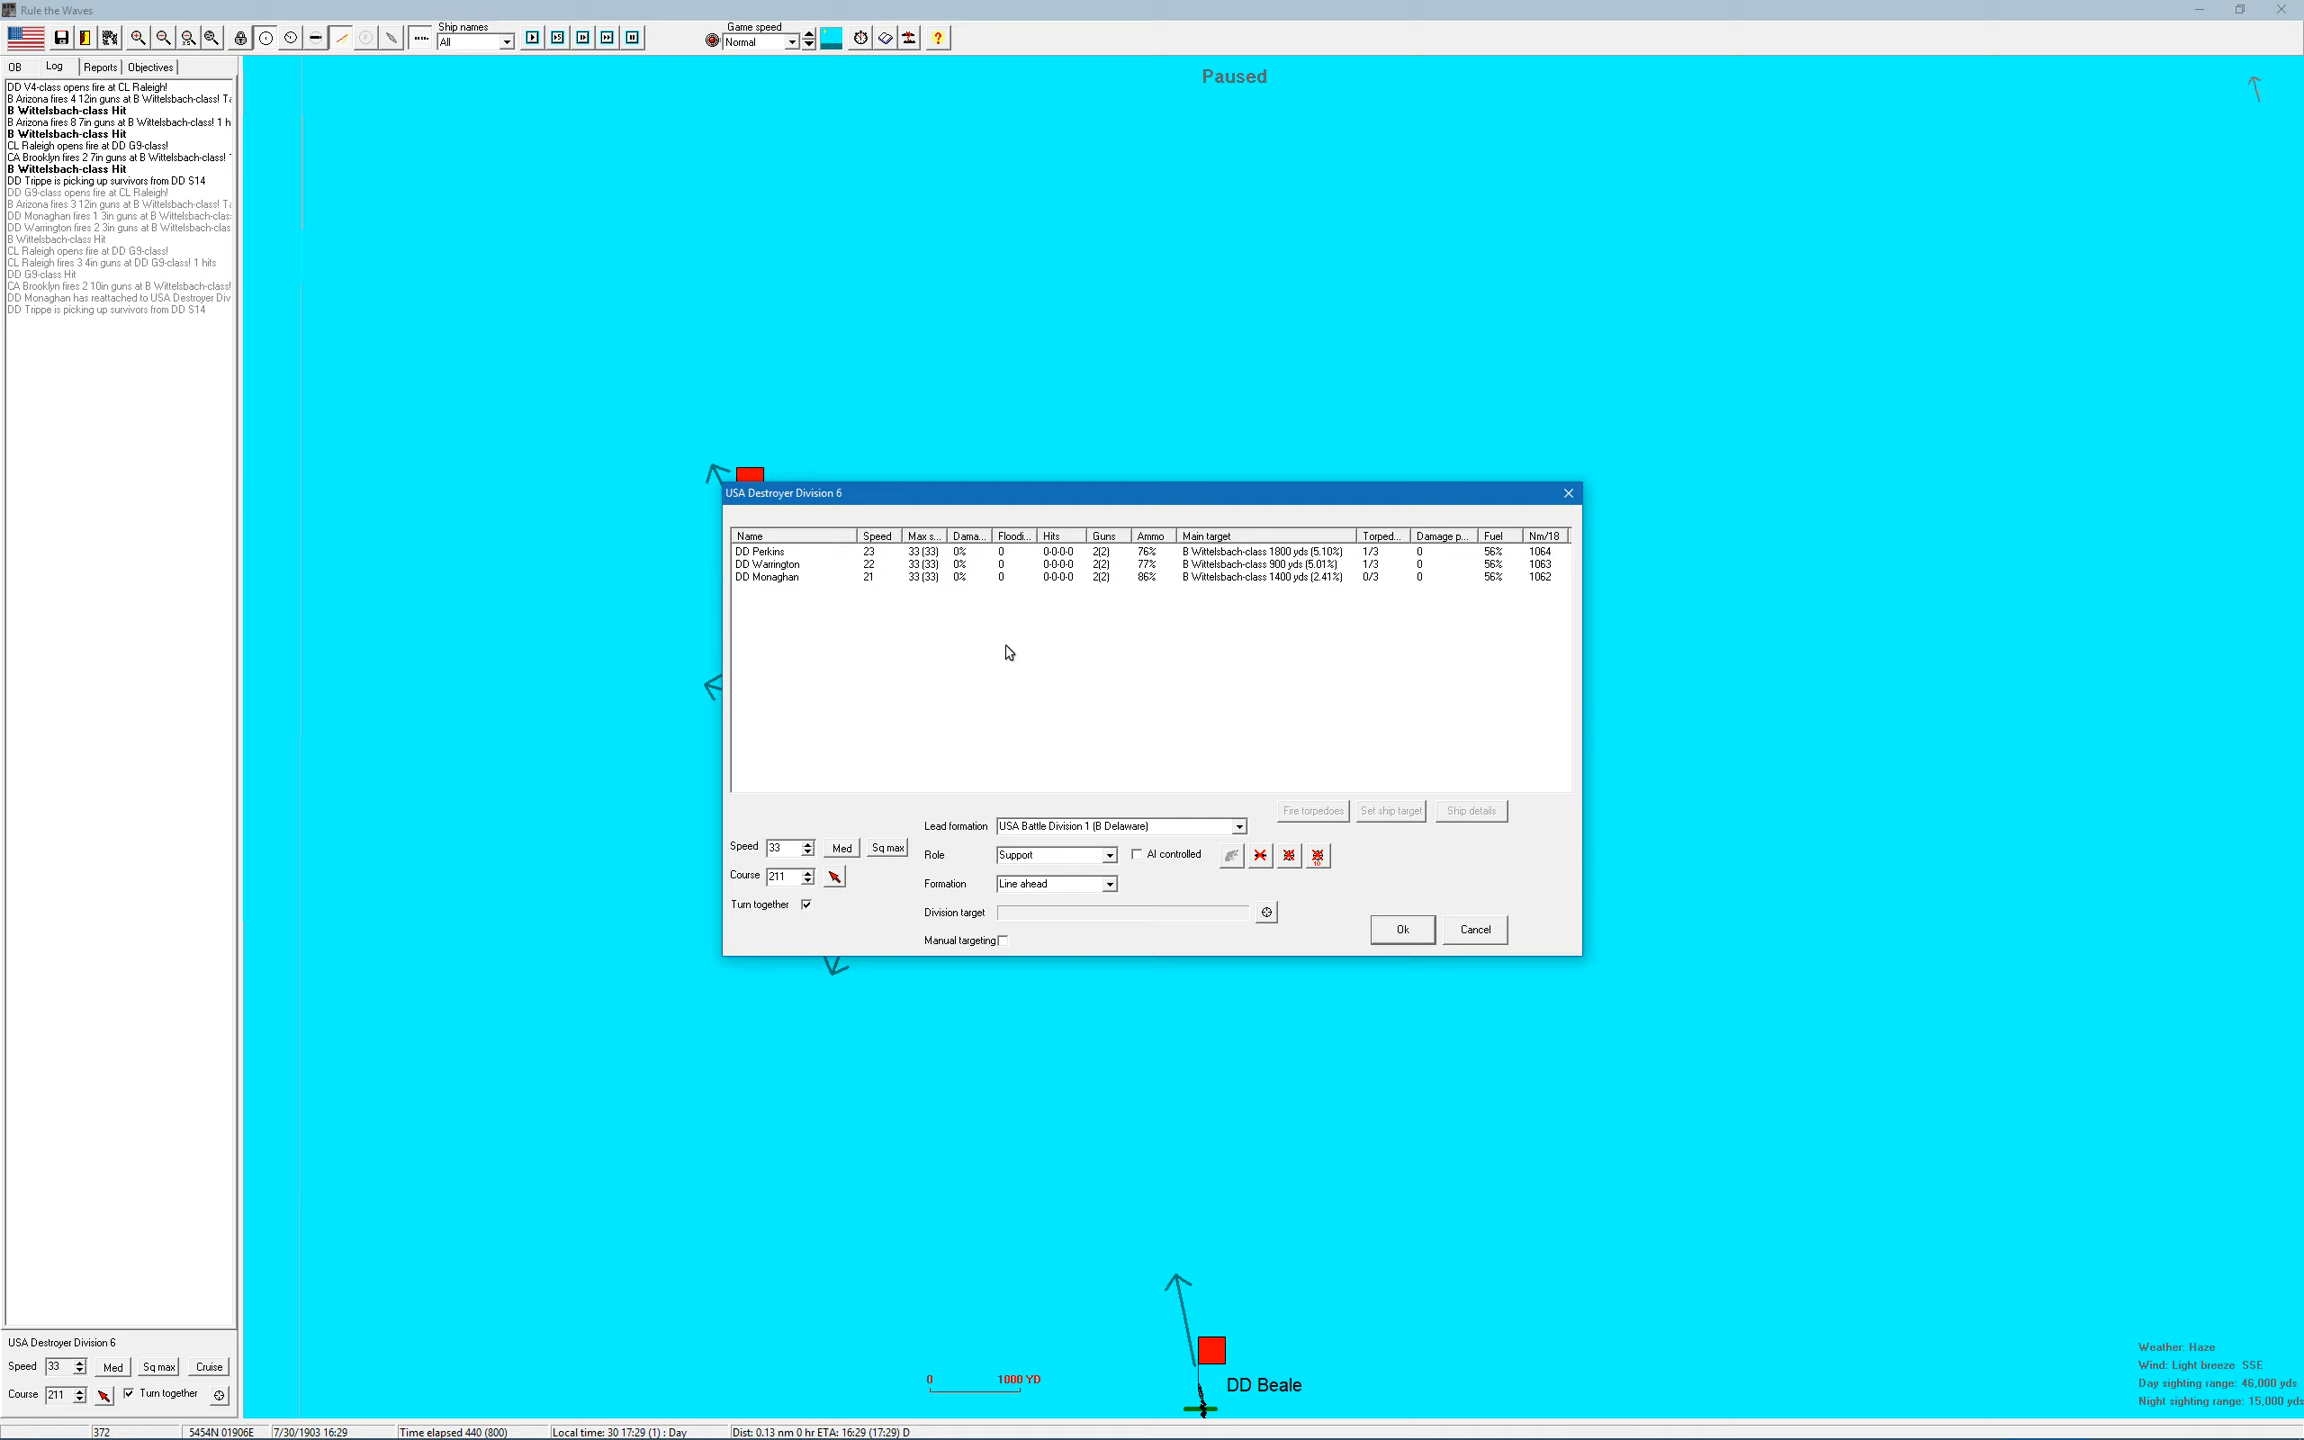 Rule the Waves
Ship names
All
Game speed
Normal
?
OB Log Reports Objectives
DD V4-class opens fire at CL Raleigh!
B Arizona fires 4 12in guns at B Wittelsbach-class! Ta
B Wittelsbach-class Hit
B Arizona fires 8 7in guns at B Wittelsbach-class! 1 h
B Wittelsbach-class Hit
CL Raleigh opens fire at DD G9-class!
CA Brooklyn fires 2 7in guns at B Wittelsbach-class!
B Wittelsbach-class Hit
DD Trippe is picking up survivors from DD S14
DD G9-class opens fire at CL Raleigh!
B Arizona fires 3 12in guns at B Wittelsbach-class! Ta
DD Monaghan fires 1 3in guns at B Wittelsbach-clas
DD Warrington fires 2 3in guns at B Wittelsbach-clas
B Wittelsbach-class Hit
CL Raleigh opens fire at DD G9-class!
CL Raleigh fires 3 4in guns at DD G9-class! 1 hits
DD G9-class Hit
CA Brooklyn fires 2 10in guns at B Wittelsbach-class!
DD Monaghan has reattached to USA Destroyer Div
DD Trippe is picking up survivors from DD S14
Paused
USA Destroyer Division 6
Name Speed Max s... Dama... Floodi... Hits Guns Ammo Main target Torped... Damage p... Fuel Nm/18
DD Perkins 23 33 (33) 0% 0 0-0-0-0 2(2) 76% B Wittelsbach-class 1800 yds (5.10%) 1/3 0 56% 1064
DD Warrington 22 33 (33) 0% 0 0-0-0-0 2(2) 77% B Wittelsbach-class 900 yds (5.01%) 1/3 0 56% 1063
DD Monaghan 21 33 (33) 0% 0 0-0-0-0 2(2) 86% B Wittelsbach-class 1400 yds (2.41%) 0/3 0 56% 1062
Fire torpedoes Set ship target Ship details
Lead formation USA Battle Division 1 (B Delaware)
Speed 33 Med Sq max
Role Support AI controlled
Course 211
Formation Line ahead
Turn together
Division target
Manual targeting
Ok Cancel
0 1000 YD
DD Beale
Weather: Haze
Wind: Light breeze SSE
Day sighting range: 46,000 yds
Night sighting range: 15,000 yds
USA Destroyer Division 6
Speed 33 Med Sq max Cruise
Course 211 Turn together
372 5454N 01906E 7/30/1903 16:29 Time elapsed 440 (800) Local time: 30 17:29 (1) : Day Dist: 0.13 nm 0 hr ETA: 16:29 (17:29) D